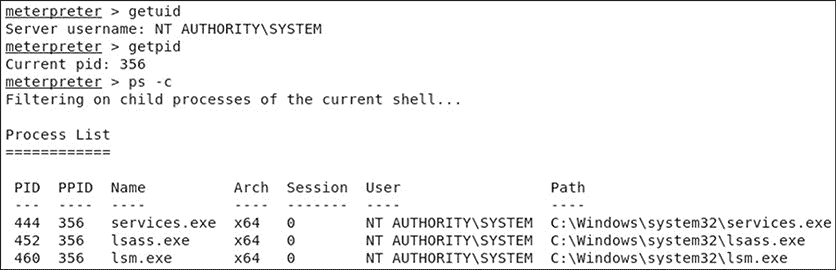 meterpreter > getuid
Server username: NT AUTHORITY\SYSTEM
meterpreter > getpid
Current pid: 356
meterpreter > ps -c
Filtering on child processes of the current shell...
Process List
============
PID PPID Name Arch Session User Path
--- ---- ---- ---- ------- ---- ----
444 356 services.exe x64 0 NT AUTHORITY\SYSTEM C:\Windows\system32\services.exe
452 356 lsass.exe x64 0 NT AUTHORITY\SYSTEM C:\Windows\system32\lsass.exe
460 356 lsm.exe x64 0 NT AUTHORITY\SYSTEM C:\Windows\system32\lsm.exe